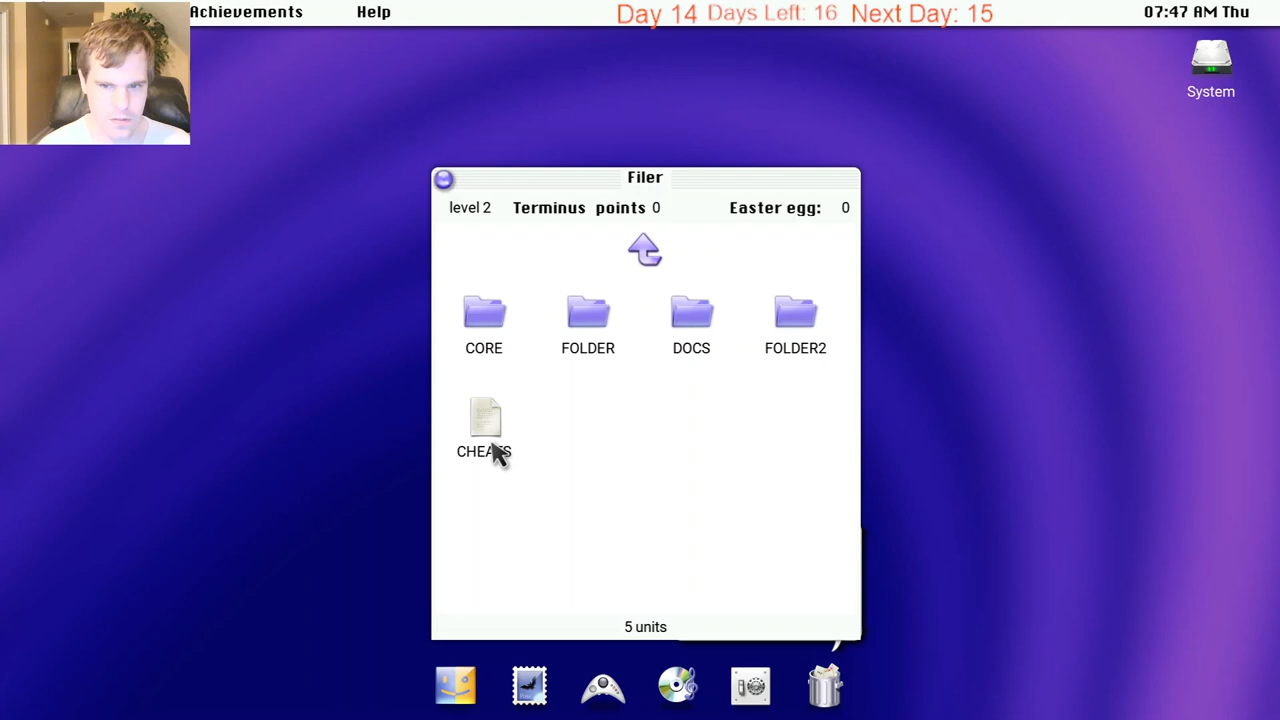 Achievements Help Day 14 Days Left: 16 Next Day: 15 07:47 AM Thu
System
Filer
level 2 Terminus points 0 Easter egg: 0
CORE FOLDER DOCS FOLDER2
CHEATS
5 units